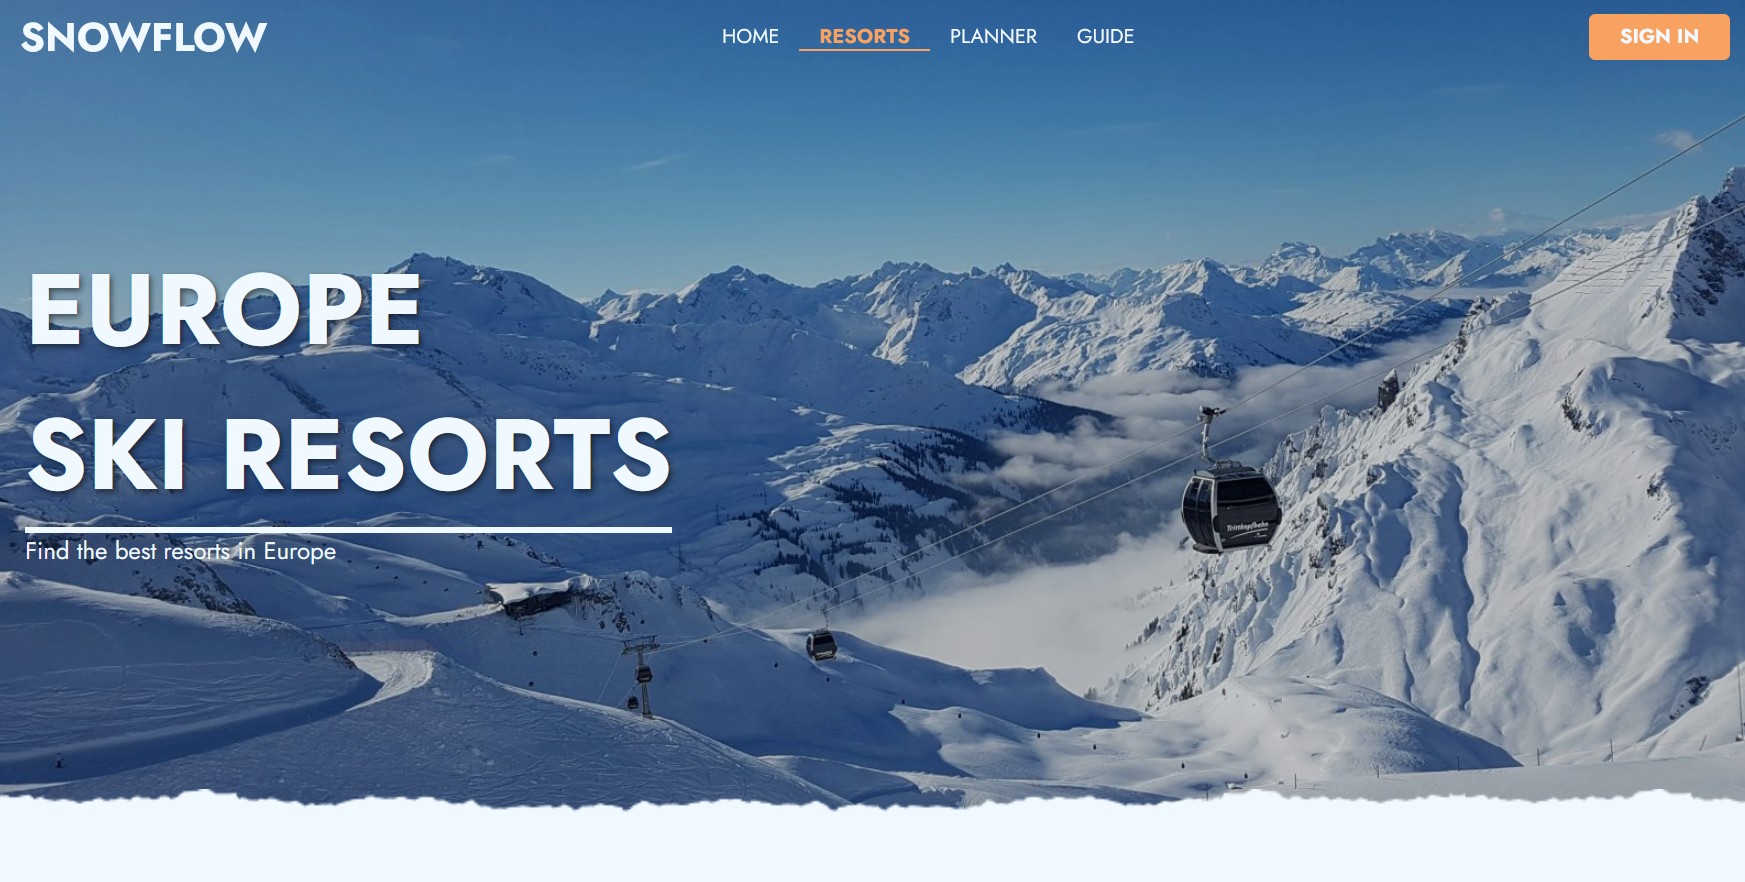 SNOWFLOW
HOME RESORTS PLANNER GUIDE
SIGN IN
EUROPE
SKI RESORTS
Find the best resorts in Europe
Trittkopfbahn